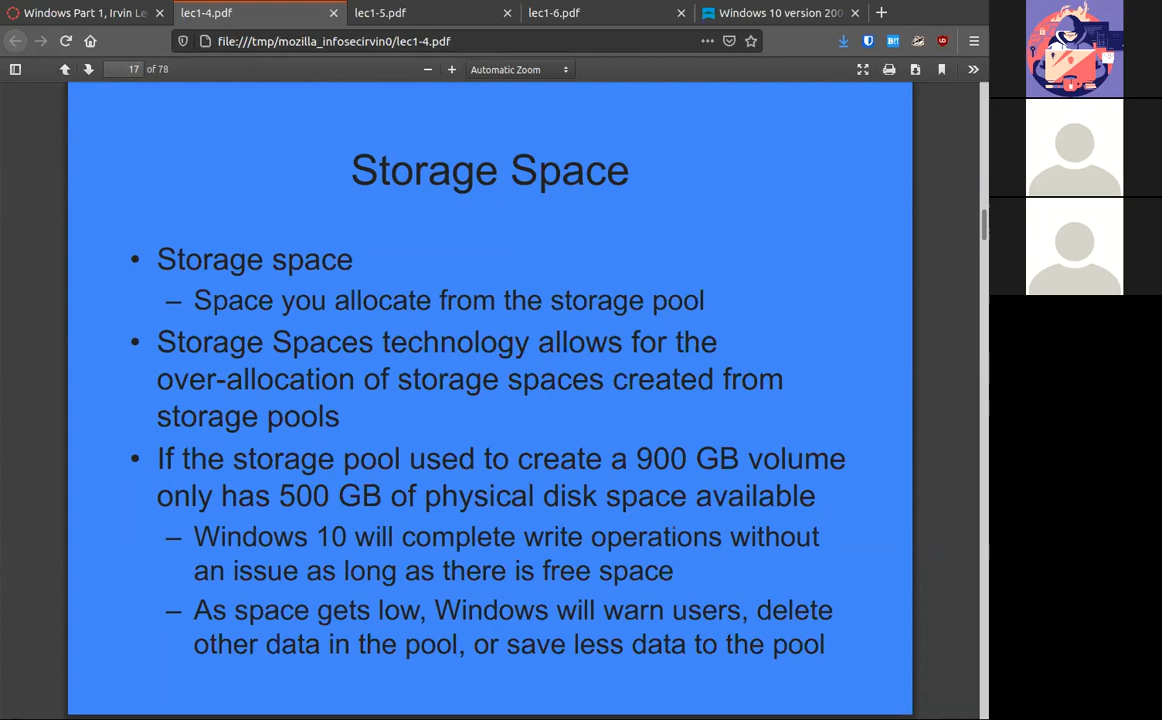 Windows Part 1, Irvin Le
lec1-4.pdf
lec1-5.pdf
lec1-6.pdf
Windows 10 version 200
file:///tmp/mozilla_infosecirvin0/lec1-4.pdf
17 of 78
Automatic Zoom
Storage Space
• Storage space
– Space you allocate from the storage pool
• Storage Spaces technology allows for the
over-allocation of storage spaces created from
storage pools
• If the storage pool used to create a 900 GB volume
only has 500 GB of physical disk space available
– Windows 10 will complete write operations without
an issue as long as there is free space
– As space gets low, Windows will warn users, delete
other data in the pool, or save less data to the pool